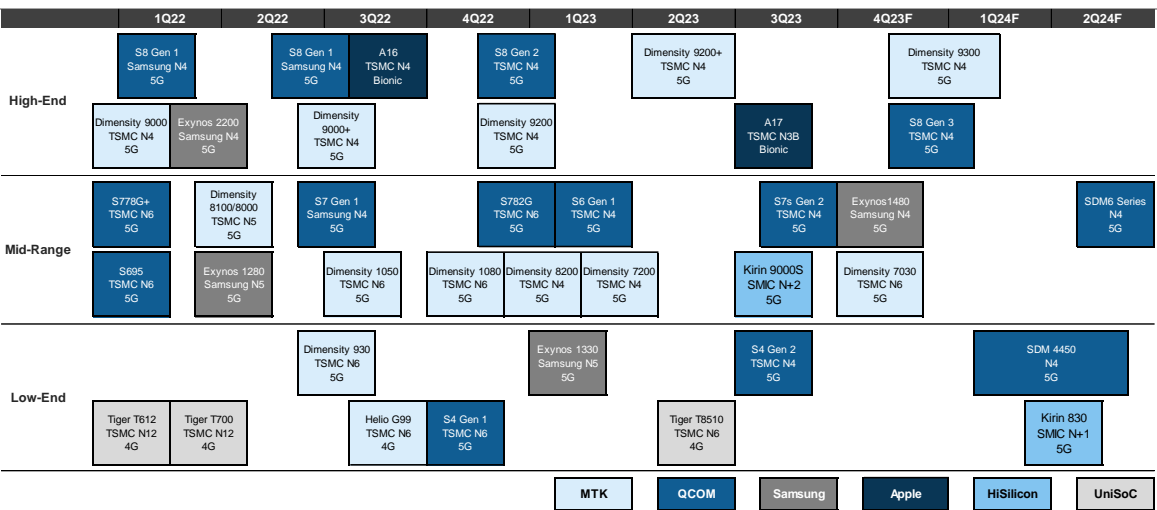 1Q22 2Q22 3Q22 4Q22 1Q23 2Q23 3Q23 4Q23F 1Q24F 2Q24F
High-End
S8 Gen 1
Samsung N4
5G
S8 Gen 1
Samsung N4
5G
A16
TSMC N4
Bionic
S8 Gen 2
TSMC N4
5G
Dimensity 9200+
TSMC N4
5G
Dimensity 9300
TSMC N4
5G
Dimensity 9000
TSMC N4
5G
Exynos 2200
Samsung N4
5G
Dimensity
9000+
TSMC N4
5G
Dimensity 9200
TSMC N4
5G
A17
TSMC N3B
Bionic
S8 Gen 3
TSMC N4
5G
Mid-Range
S778G+
TSMC N6
5G
Dimensity
8100/8000
TSMC N5
5G
S7 Gen 1
Samsung N4
5G
S782G
TSMC N6
5G
S6 Gen 1
TSMC N4
5G
S7s Gen 2
TSMC N4
5G
Exynos1480
Samsung N4
5G
SDM6 Series
N4
5G
S695
TSMC N6
5G
Exynos 1280
Samsung N5
5G
Dimensity 1050
TSMC N6
5G
Dimensity 1080
TSMC N6
5G
Dimensity 8200
TSMC N4
5G
Dimensity 7200
TSMC N4
5G
Kirin 9000S
SMIC N+2
5G
Dimensity 7030
TSMC N6
5G
Low-End
Dimensity 930
TSMC N6
5G
Exynos 1330
Samsung N5
5G
S4 Gen 2
TSMC N4
5G
SDM 4450
N4
5G
Tiger T612
TSMC N12
4G
Tiger T700
TSMC N12
4G
Helio G99
TSMC N6
4G
S4 Gen 1
TSMC N6
5G
Tiger T8510
TSMC N6
4G
Kirin 830
SMIC N+1
5G
MTK
QCOM
Samsung
Apple
HiSilicon
UniSoC